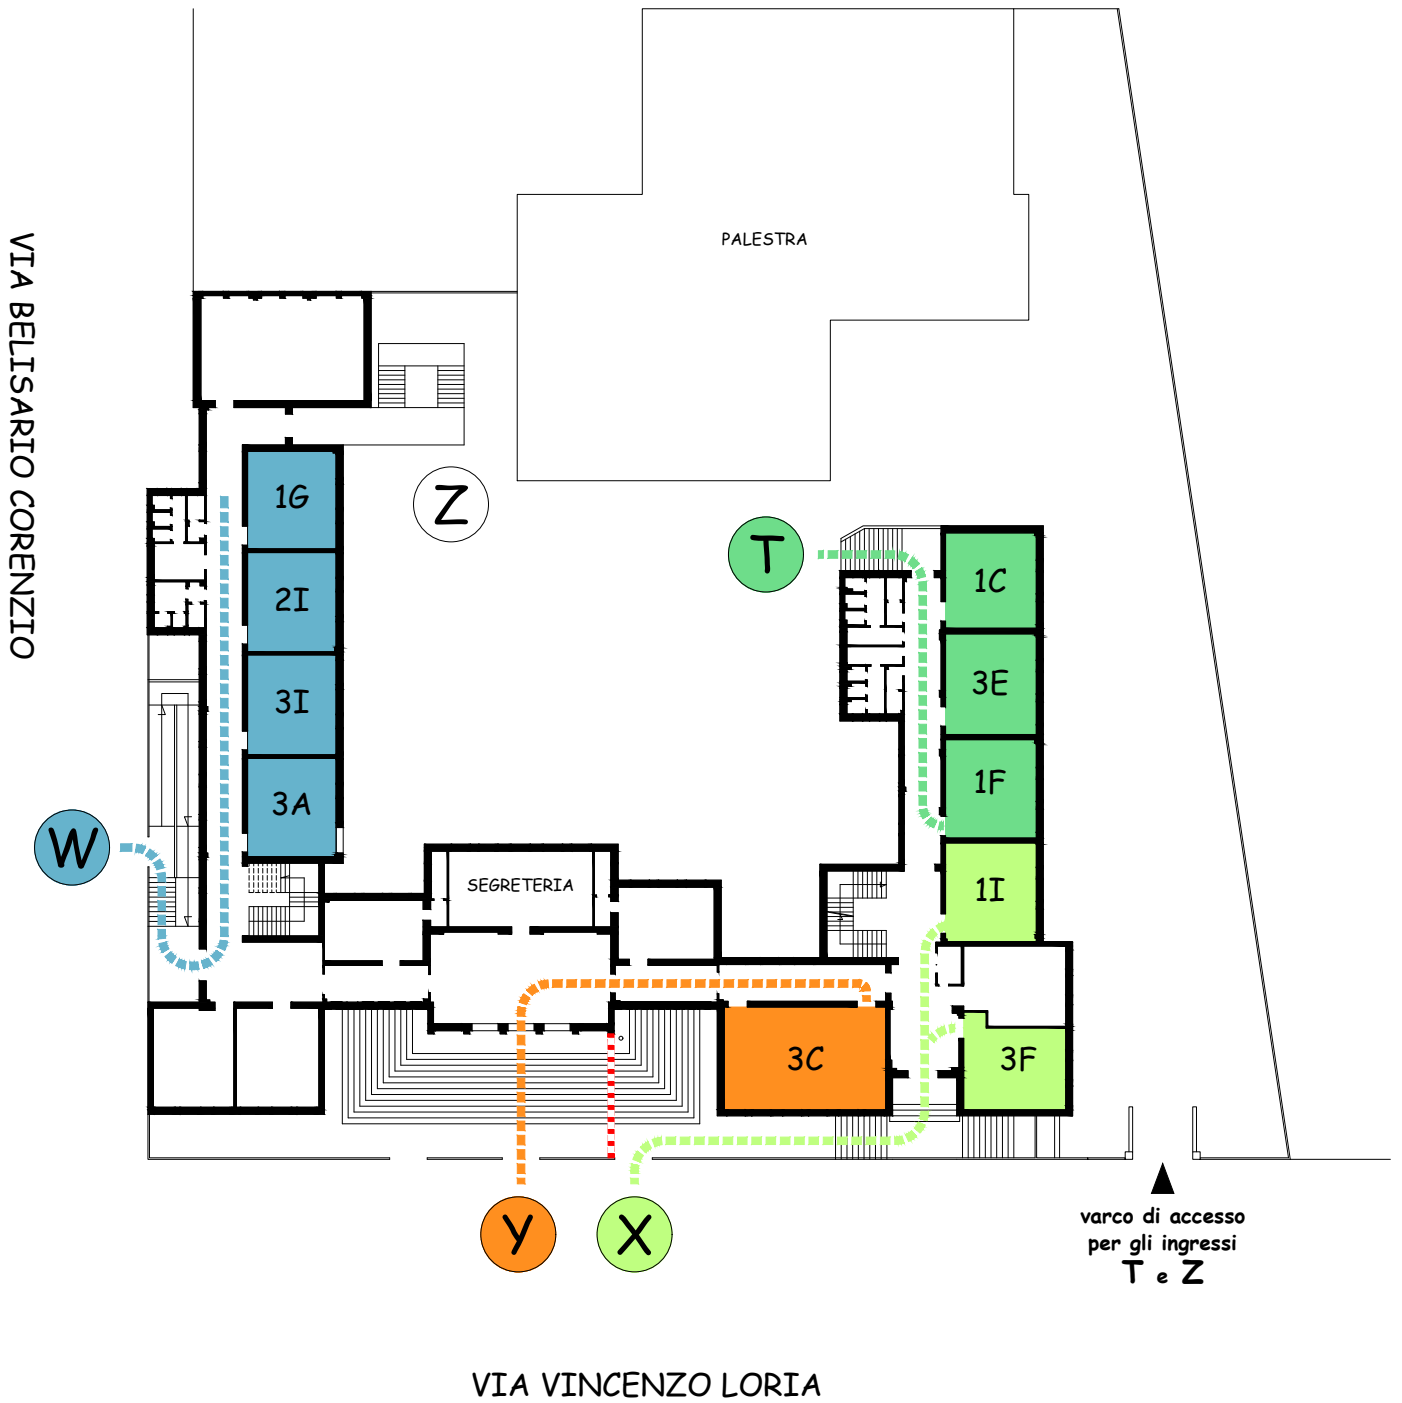 PALESTRA
VIA BELISARIO CORENZIO
1G
Z
T
1C
2I
3E
3I
1F
3A
W
SEGRETERIA
1I
3C
3F
Y
X
varco di accesso
per gli ingressi
T e Z
VIA VINCENZO LORIA